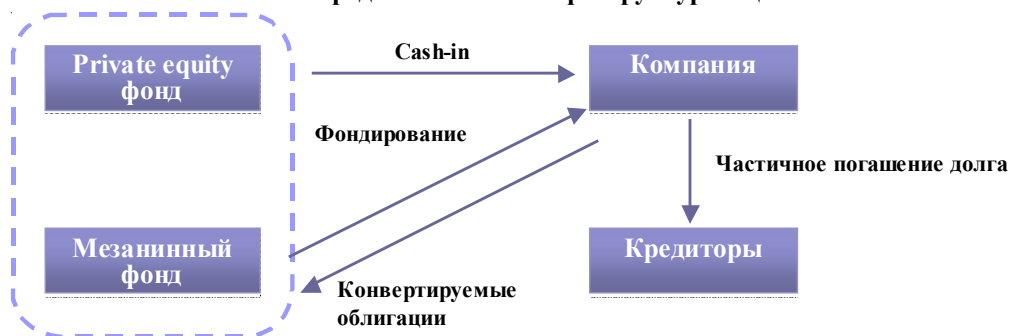 Private equity
фонд
Cash-in
Компания
Фондирование
Частичное погашение долга
Мезанинный
фонд
Кредиторы
Конвертируемые
облигации